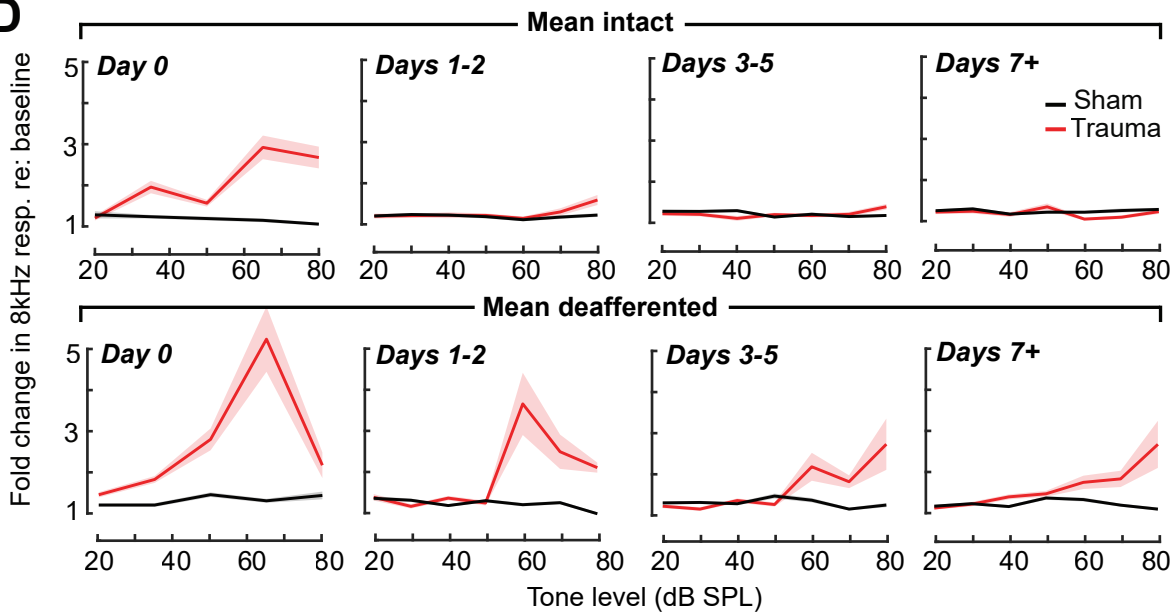 D
Mean intact
Day 0
Days 1-2
Days 3-5
Days 7+
Sham
Trauma
5
3
1
20 40 60 80
20 40 60 80
20 40 60 80
20 40 60 80
Fold change in 8kHz resp. re: baseline
Mean deafferented
Day 0
Days 1-2
Days 3-5
Days 7+
5
3
1
20 40 60 80
20 40 60 80
20 40 60 80
20 40 60 80
Tone level (dB SPL)